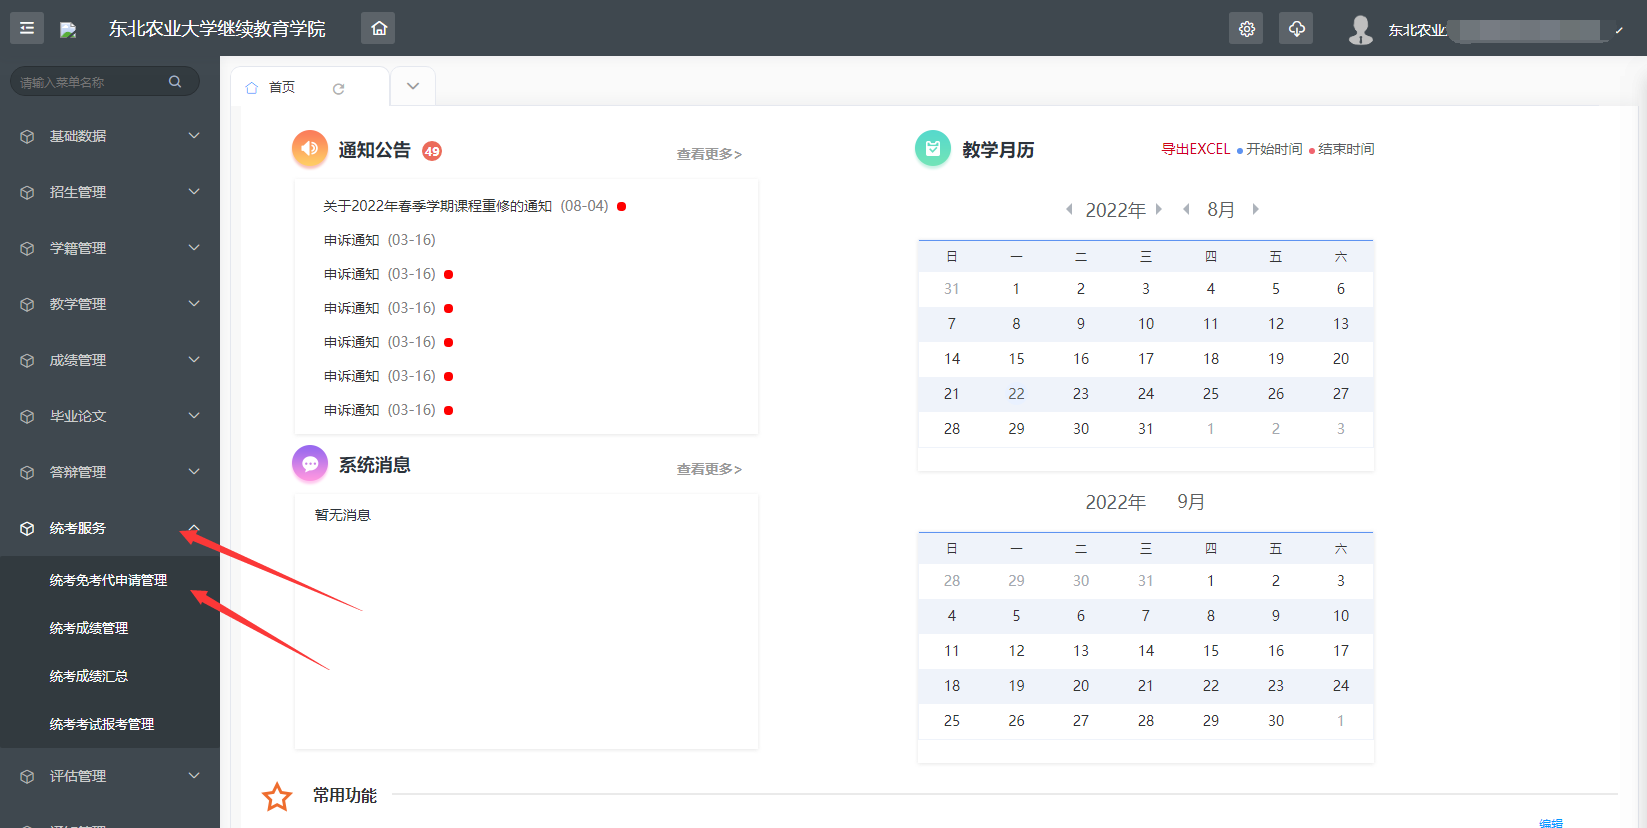 东北农业大学继续教育学院
东北农业
请输入菜单名称
基础数据
招生管理
学籍管理
教学管理
成绩管理
毕业论文
答辩管理
统考服务
统考免考代申请管理
统考成绩管理
统考成绩汇总
统考考试报考管理
评估管理
首页
通知公告 49 查看更多>
关于2022年春季学期课程重修的通知 (08-04)
申诉通知 (03-16)
申诉通知 (03-16)
申诉通知 (03-16)
申诉通知 (03-16)
申诉通知 (03-16)
申诉通知 (03-16)
系统消息 查看更多>
暂无消息
教学月历 导出EXCEL 开始时间 结束时间
2022年 8月
日 一 二 三 四 五 六
31 1 2 3 4 5 6
7 8 9 10 11 12 13
14 15 16 17 18 19 20
21 22 23 24 25 26 27
28 29 30 31 1 2 3
2022年 9月
日 一 二 三 四 五 六
28 29 30 31 1 2 3
4 5 6 7 8 9 10
11 12 13 14 15 16 17
18 19 20 21 22 23 24
25 26 27 28 29 30 1
常用功能
编辑